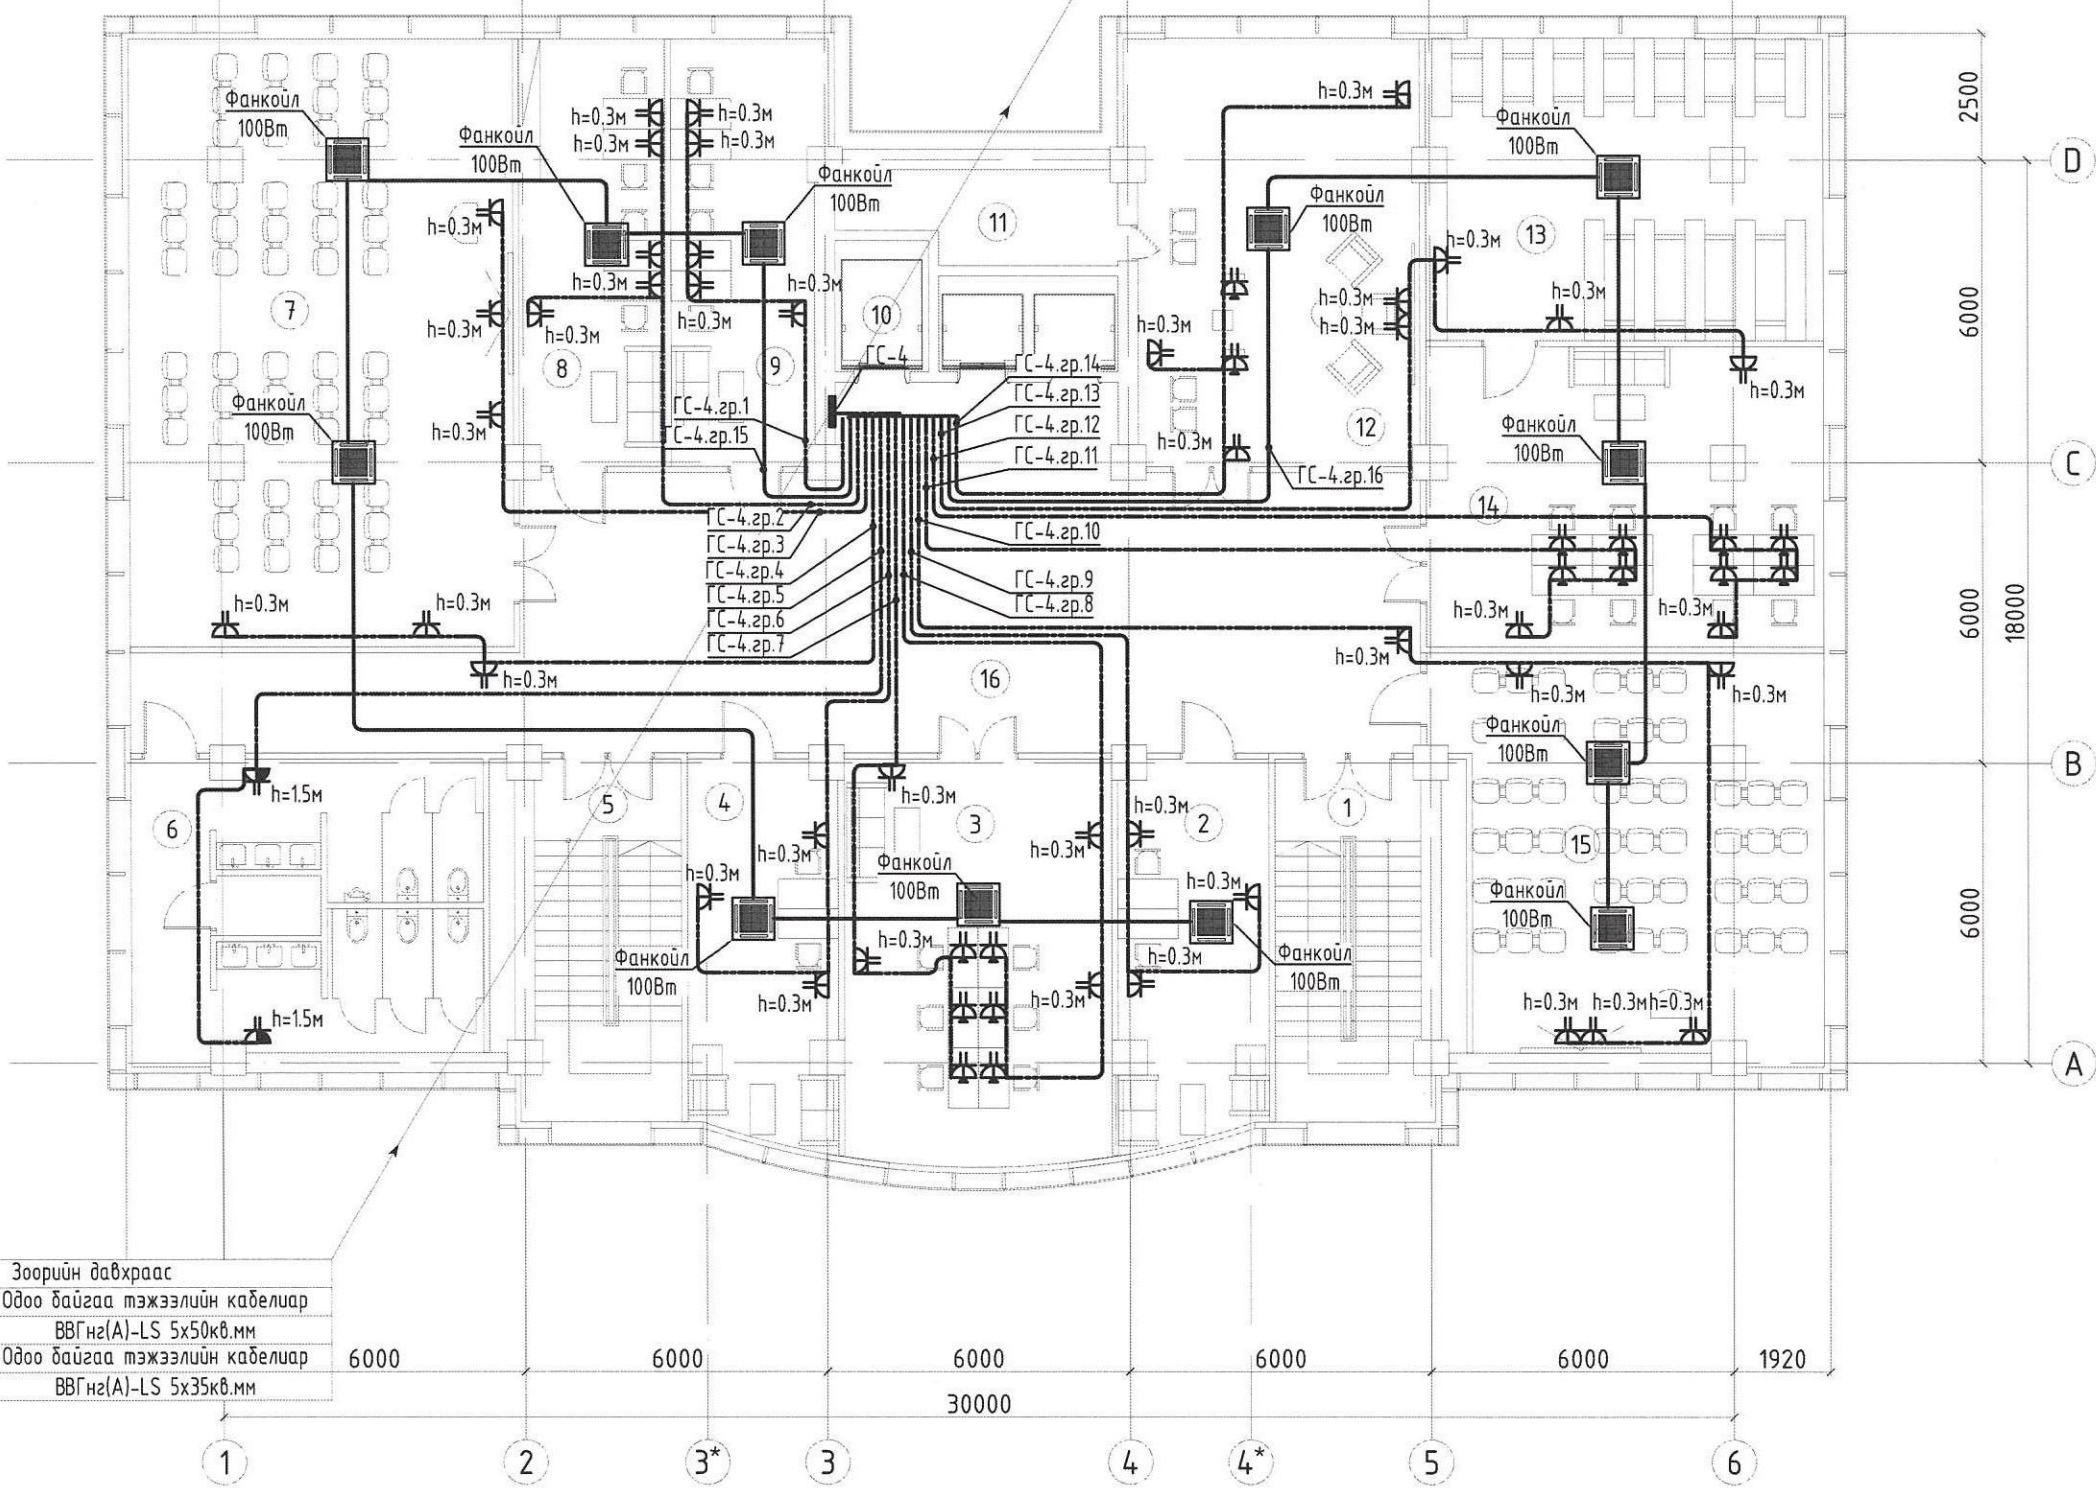 h=0.3м
2500
Фанкойл
100Вт
Фанкойл
100Вт
h=0.3м
h=0.3м
h=0.3м
h=0.3м
Фанкойл
100Вт
D
Фанкойл
100Вт
Фанкойл
100Вт
h=0.3м
11
13
h=0.3м
h=0.3м
h=0.3м
h=0.3м
h=0.3м
h=0.3м
7
10
6000
h=0.3м
h=0.3м
h=0.3м
h=0.3м
8
9
ГС-4
ГС-4.гр.14
h=0.3м
ГС-4.гр.13
Фанкойл
100Вт
ГС-4.гр.1
С-4.гр.15
h=0.3м
ГС-4.гр.12
ГС-4.гр.11
12
h=0.3м
Фанкойл
100Вт
C
ГС-4.гр.16
14
ГС-4.гр.2
ГС-4.гр.3
ГС-4.гр.4
ГС-4.гр.5
ГС-4.гр.6
ГС-4.гр.7
ГС-4.гр.10
ГС-4.гр.9
ГС-4.гр.8
h=0.3м
h=0.3м
h=0.3м
h=0.3м
6000
18000
h=0.3м
16
h=0.3м
h=0.3м
h=0.3м
Фанкойл
100Вт
B
h=1.5м
6
5
4
h=0.3м
3
h=0.3м
2
1
h=0.3м
h=0.3м
15
h=0.3м
Фанкойл
100Вт
h=0.3м
Фанкойл
100Вт
6000
h=0.3м
h=0.3м
Фанкойл
100Вт
Фанкойл
100Вт
h=0.3м
h=0.3м
h=1.5м
h=0.3м
h=0.3м
h=0.3м
A
Зоорийн давхраас
Одоо байгаа тэжээлийн кабелиар
ВВГнг(А)-LS 5х50кв.мм
Одоо байгаа тэжээлийн кабелиар
ВВГнг(А)-LS 5х35кв.мм
6000
6000
6000
6000
6000
1920
30000
1
2
3*
3
4
4*
5
6